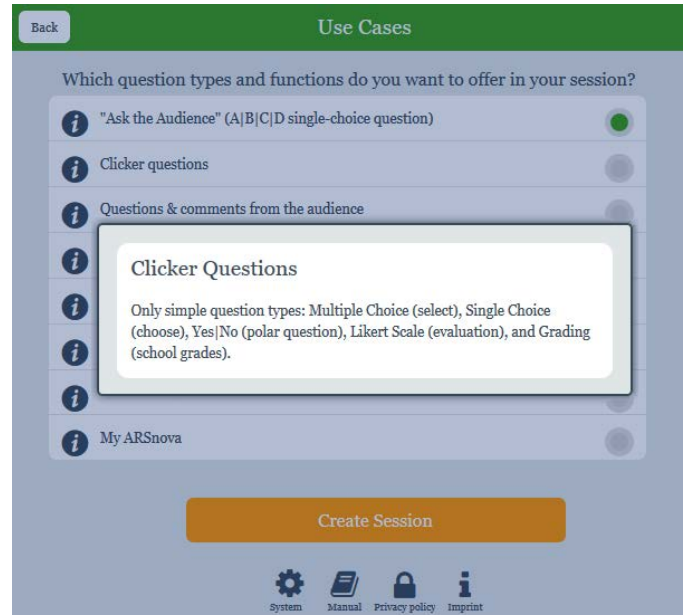 Back
Use Cases
Which question types and functions do you want to offer in your session?
"Ask the Audience" (A|B|C|D single-choice question)
Clicker questions
Questions & comments from the audience
Clicker Questions
Only simple question types: Multiple Choice (select), Single Choice
(choose), Yes|No (polar question), Likert Scale (evaluation), and Grading
(school grades).
My ARSnova
Create Session
System Manual Privacy policy Imprint